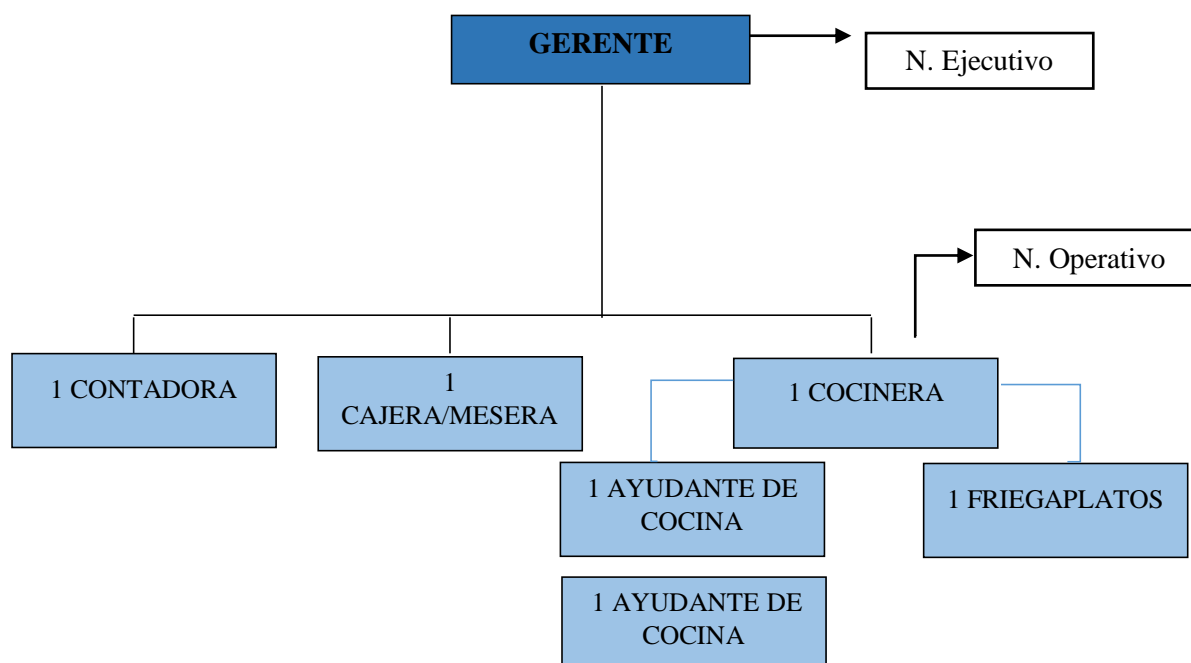 GERENTE
N. Ejecutivo
N. Operativo
1 CONTADORA
1
CAJERA/MESERA
1 COCINERA
1 AYUDANTE DE
COCINA
1 FRIEGAPLATOS
1 AYUDANTE DE
COCINA